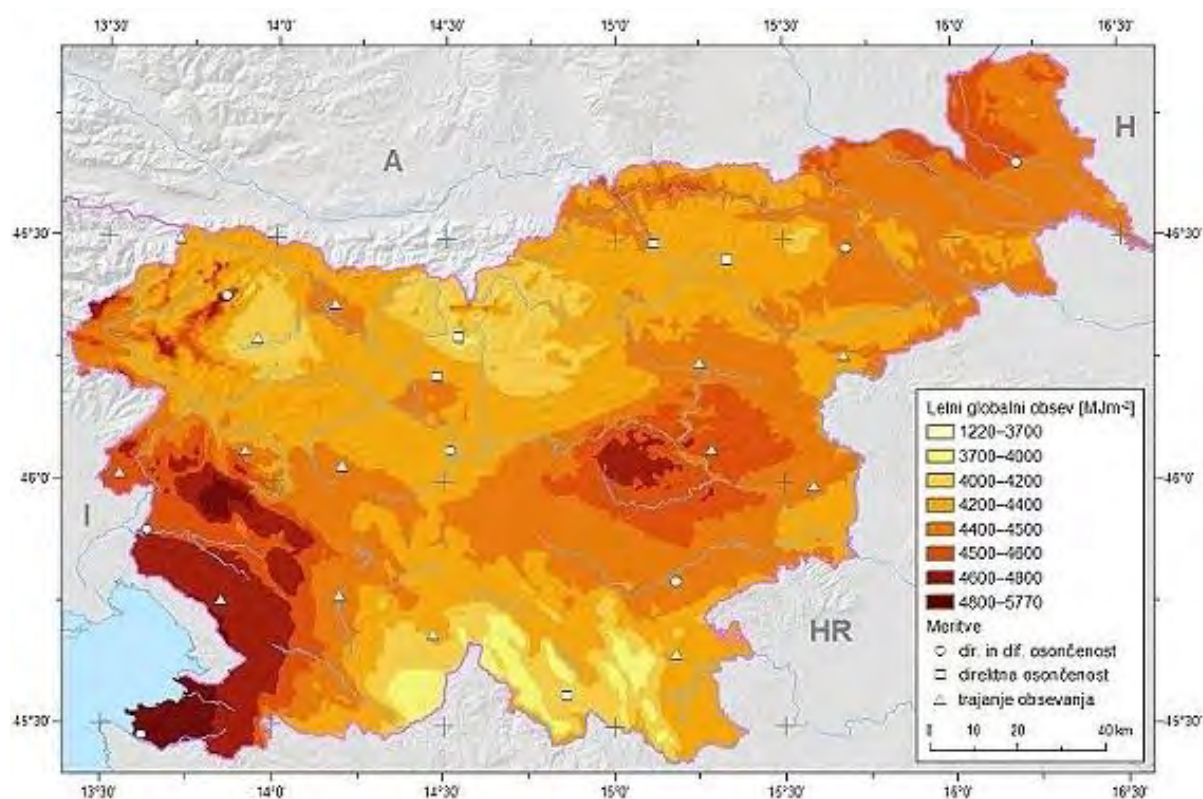 13°30' 14°0' 14°30' 15°0' 15°30' 16°0' 16°30'
A
H
46°30' 46°30'
46°0' 46°0'
I
HR
45°30' 45°30'
Letni globalni obsev [MJm⁻²]
1220–3700
3700–4000
4000–4200
4200–4400
4400–4500
4500–4600
4600–4800
4800–5770
Meritve
dir. in dif. osončenost
direktna osončenost
trajanje obsevanja
0 10 20 40 km
13°30' 14°0' 14°30' 15°0' 15°30' 16°0' 16°30'